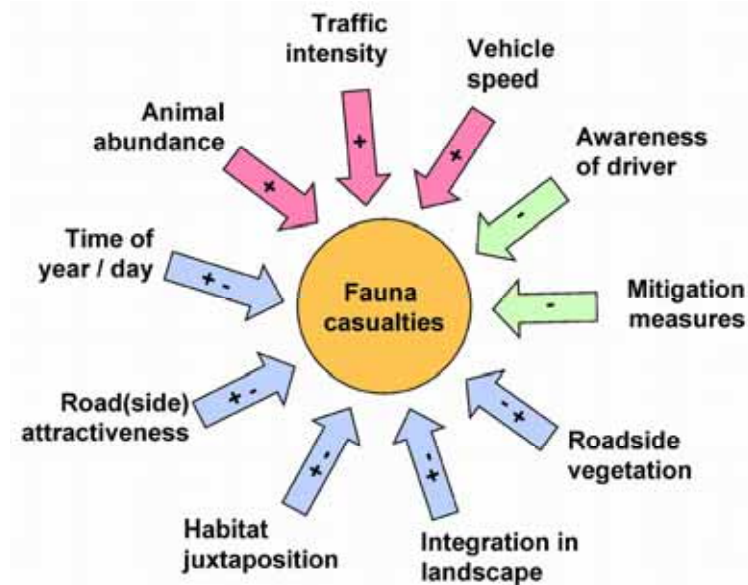 Traffic
intensity
Vehicle
speed
Animal
abundance
Awareness
of driver
+
+
+
-
Time of
year / day
+ -
Fauna
casualties
-
Mitigation
measures
Road(side)
attractiveness
+ -
- +
Roadside
vegetation
+ -
- +
Habitat
juxtaposition
Integration in
landscape